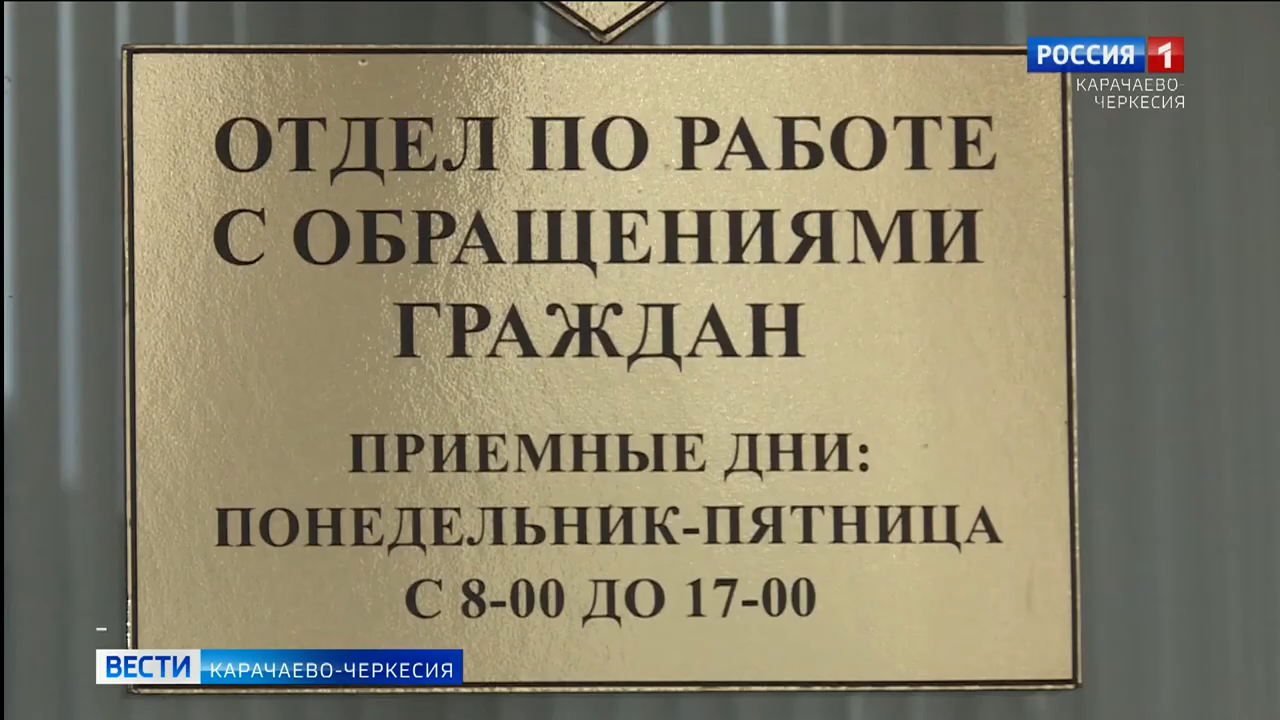 РОССИЯ 1
КАРАЧАЕВО-
ЧЕРКЕСИЯ
ОТДЕЛ ПО РАБОТЕ
С ОБРАЩЕНИЯМИ
ГРАЖДАН
ПРИЕМНЫЕ ДНИ:
ПОНЕДЕЛЬНИК-ПЯТНИЦА
С 8-00 ДО 17-00
ВЕСТИ КАРАЧАЕВО-ЧЕРКЕСИЯ